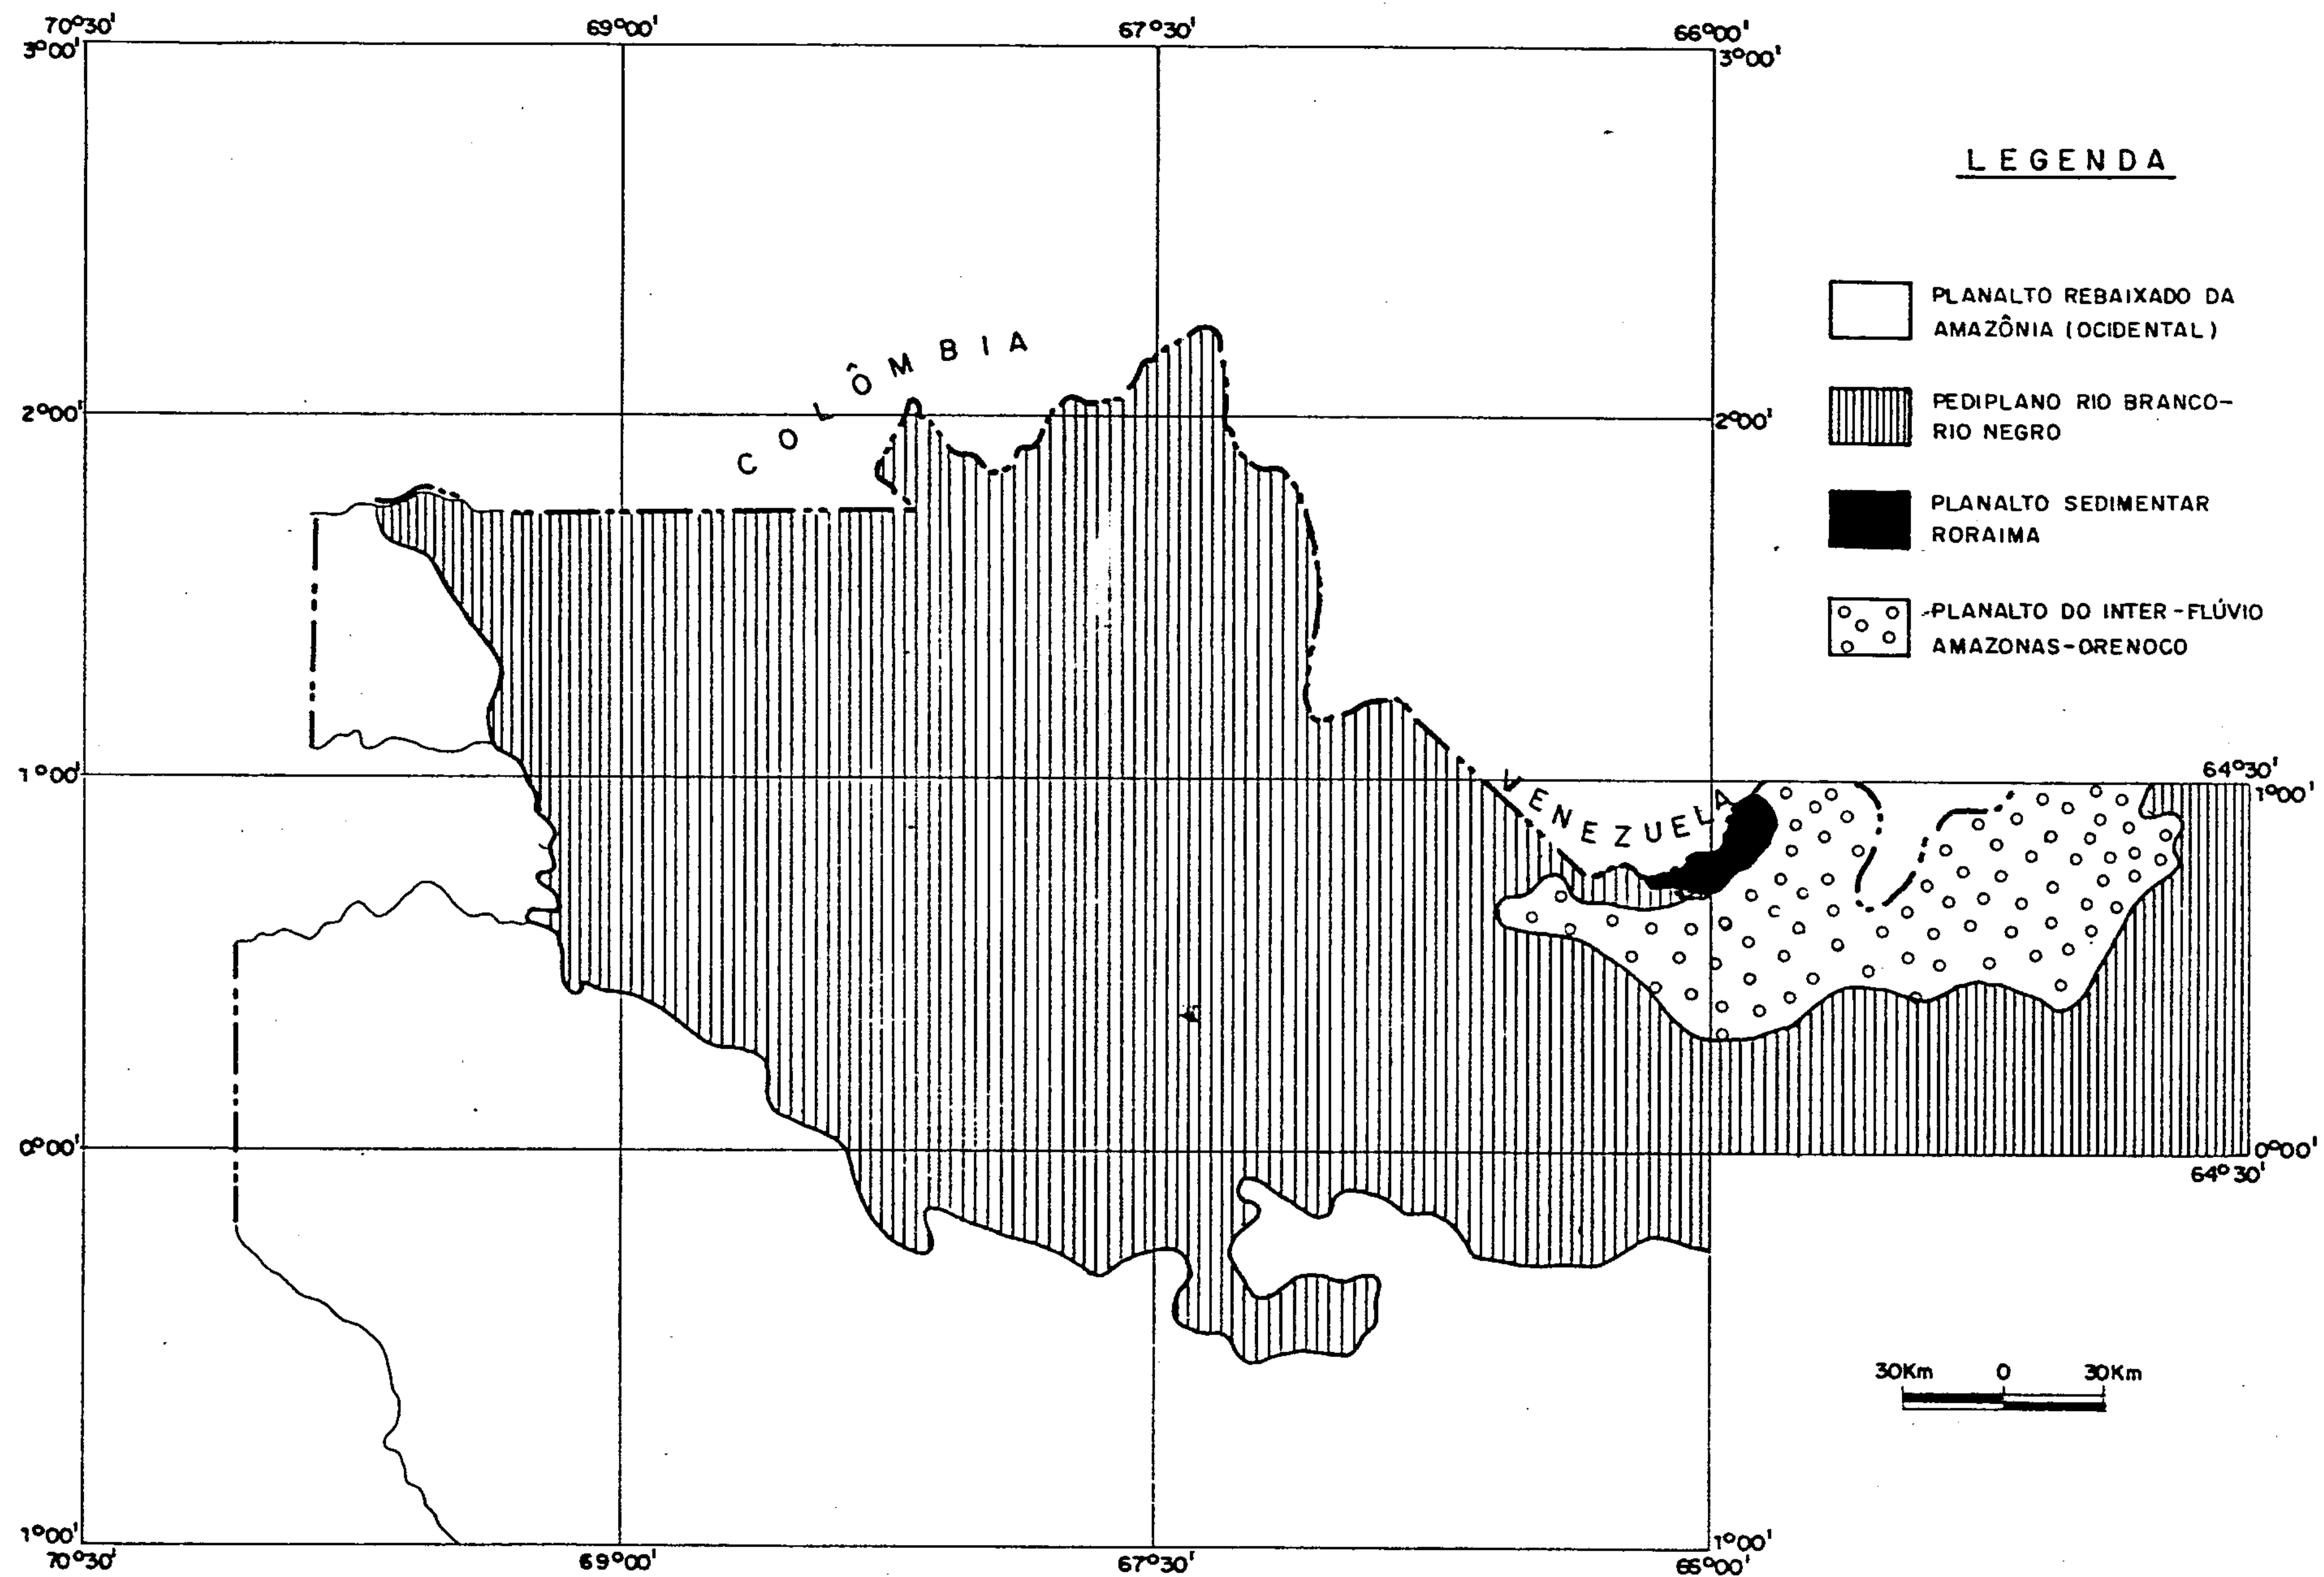 70°30' 69°00' 67°30' 66°00'
3°00' 3°00'
LEGENDA
PLANALTO REBAIXADO DA
AMAZÔNIA (OCIDENTAL)
PEDIPLANO RIO BRANCO-
RIO NEGRO
PLANALTO SEDIMENTAR
RORAIMA
PLANALTO DO INTER-FLÚVIO
AMAZONAS-ORENOCO
COLÔMBIA
2°00' 2°00'
1°00' 64°30'
1°00'
VENEZUELA
0°00' 0°00'
64°30'
30Km 0 30Km
1°00' 1°00'
70°30' 69°00' 67°30' 66°00'